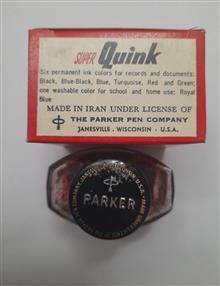 SUPER Quink
Six permanent ink colors for records and documents:
Black, Blue-Black, Blue, Turquoise, Red and Green;
one washable color for school and home use: Royal
Blue
MADE IN IRAN UNDER LICENSE OF
THE PARKER PEN COMPANY
JANESVILLE, WISCONSIN - U.S.A.
PARKER